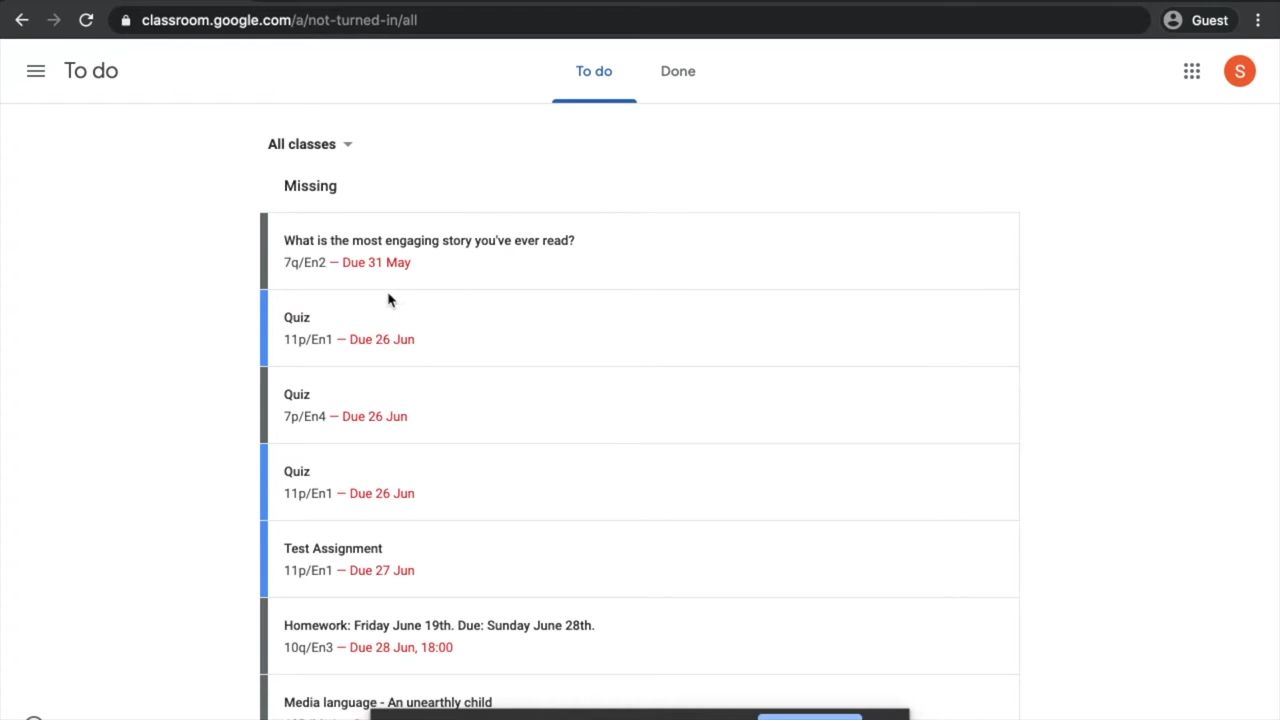 classroom.google.com/a/not-turned-in/all
Guest
To do
To do
Done
S
All classes
Missing
What is the most engaging story you've ever read?
7q/En2 — Due 31 May
Quiz
11p/En1 — Due 26 Jun
Quiz
7p/En4 — Due 26 Jun
Quiz
11p/En1 — Due 26 Jun
Test Assignment
11p/En1 — Due 27 Jun
Homework: Friday June 19th. Due: Sunday June 28th.
10q/En3 — Due 28 Jun, 18:00
Media language - An unearthly child